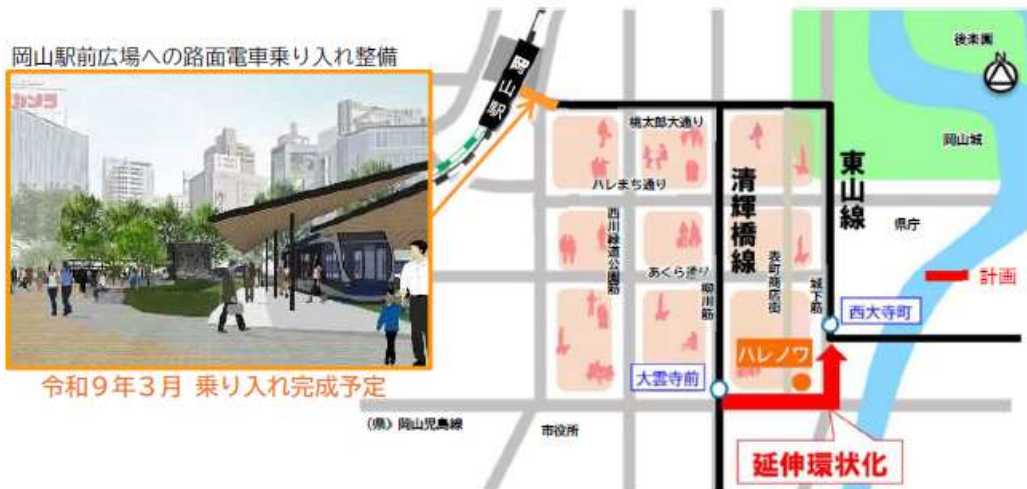 岡山駅前広場への路面電車乗り入れ整備
カメラ
令和9年3月 乗り入れ完成予定
岡山駅
後楽園
N
桃太郎大通り
岡山城
ハレまち通り
清輝橋線
東山線
県庁
西川緑道公園筋
あくら通り
柳川筋
表町商店街
城下筋
計画
西大寺町
ハレノワ
大雲寺前
(県)岡山児島線
市役所
延伸環状化